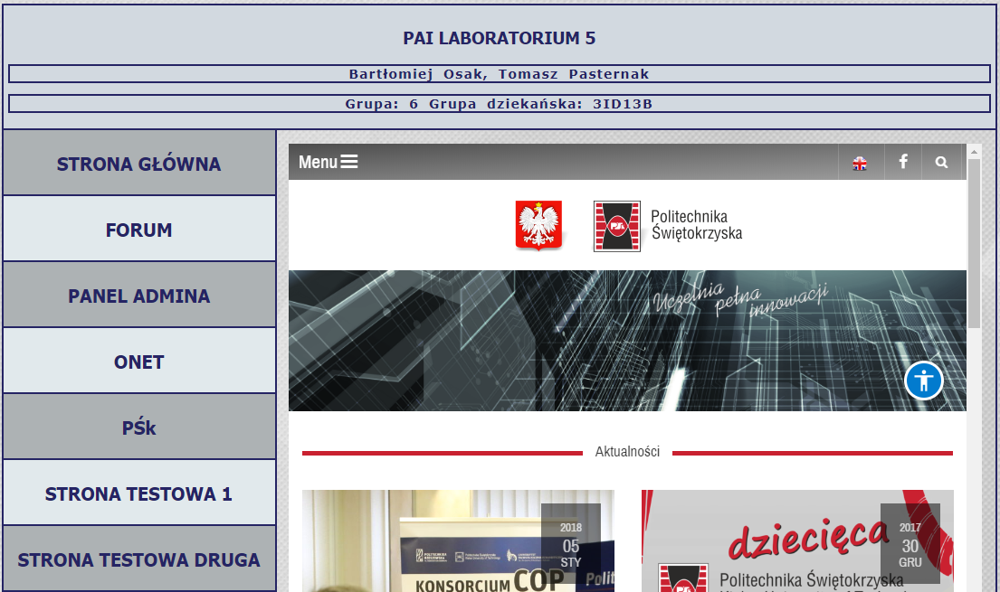 PAI LABORATORIUM 5
Bartłomiej Osak, Tomasz Pasternak
Grupa: 6 Grupa dziekańska: 3ID13B
STRONA GŁÓWNA
FORUM
PANEL ADMINA
ONET
PŚk
STRONA TESTOWA 1
STRONA TESTOWA DRUGA
Menu
Politechnika
Świętokrzyska
Uczelnia
pełna
innowacji
Aktualności
2018
05
STY
KONSORCJUM COP
Polit
2017
30
GRU
dziecięca
Politechnika Świętokrzyska